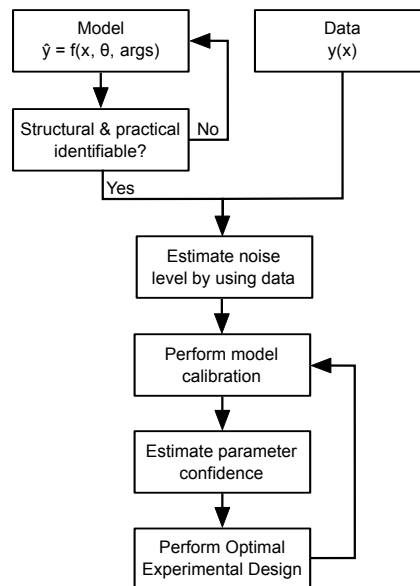 Model
ŷ = f(x, θ, args)
Data
y(x)
Structural & practical
identifiable?
No
Yes
Estimate noise
level by using data
Perform model
calibration
Estimate parameter
confidence
Perform Optimal
Experimental Design